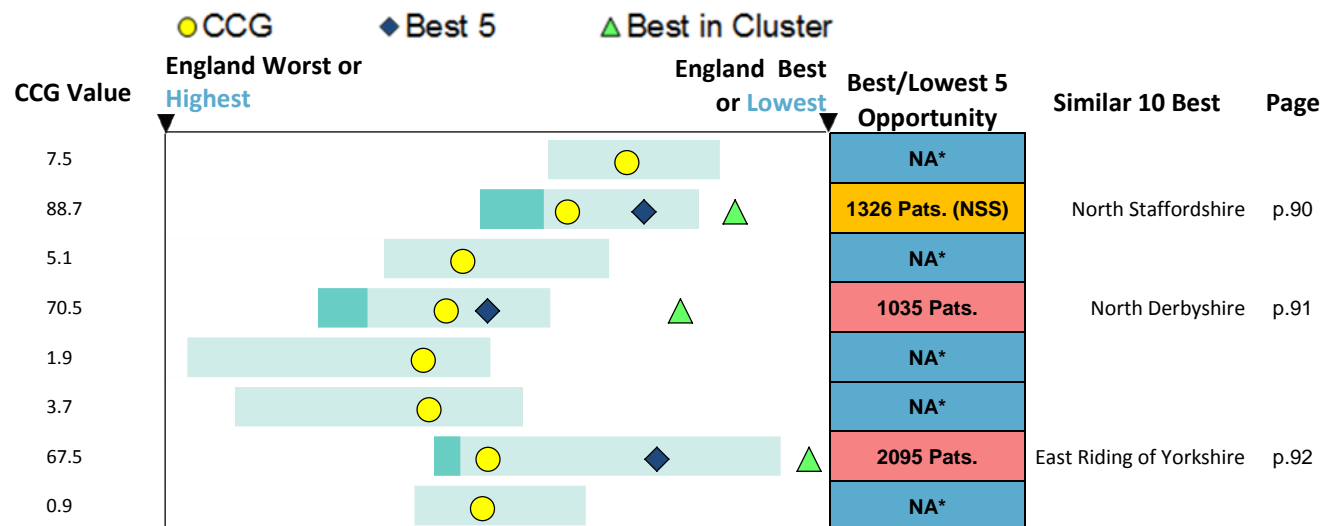 CCG Best 5 Best in Cluster
CCG Value
England Worst or
Highest
England Best
or Lowest
Best/Lowest 5
Opportunity
Similar 10 Best Page
7.5 NA*
88.7 1326 Pats. (NSS) North Staffordshire p.90
5.1 NA*
70.5 1035 Pats. North Derbyshire p.91
1.9 NA*
3.7 NA*
67.5 2095 Pats. East Riding of Yorkshire p.92
0.9 NA*